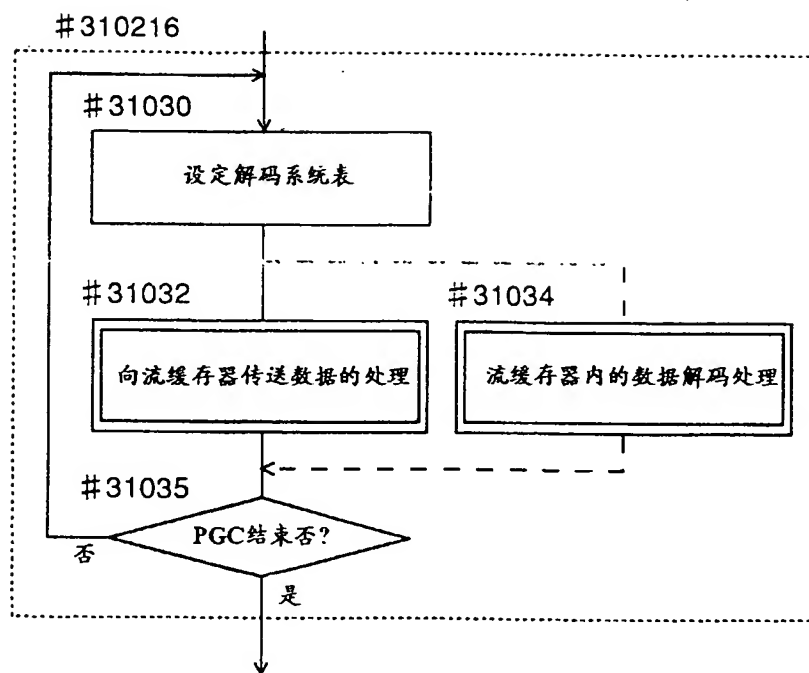 #310216
#31030
设定解码系统表
#31032
#31034
向流缓存器传送数据的处理
流缓存器内的数据解码处理
#31035
PGC结束否?
否
是